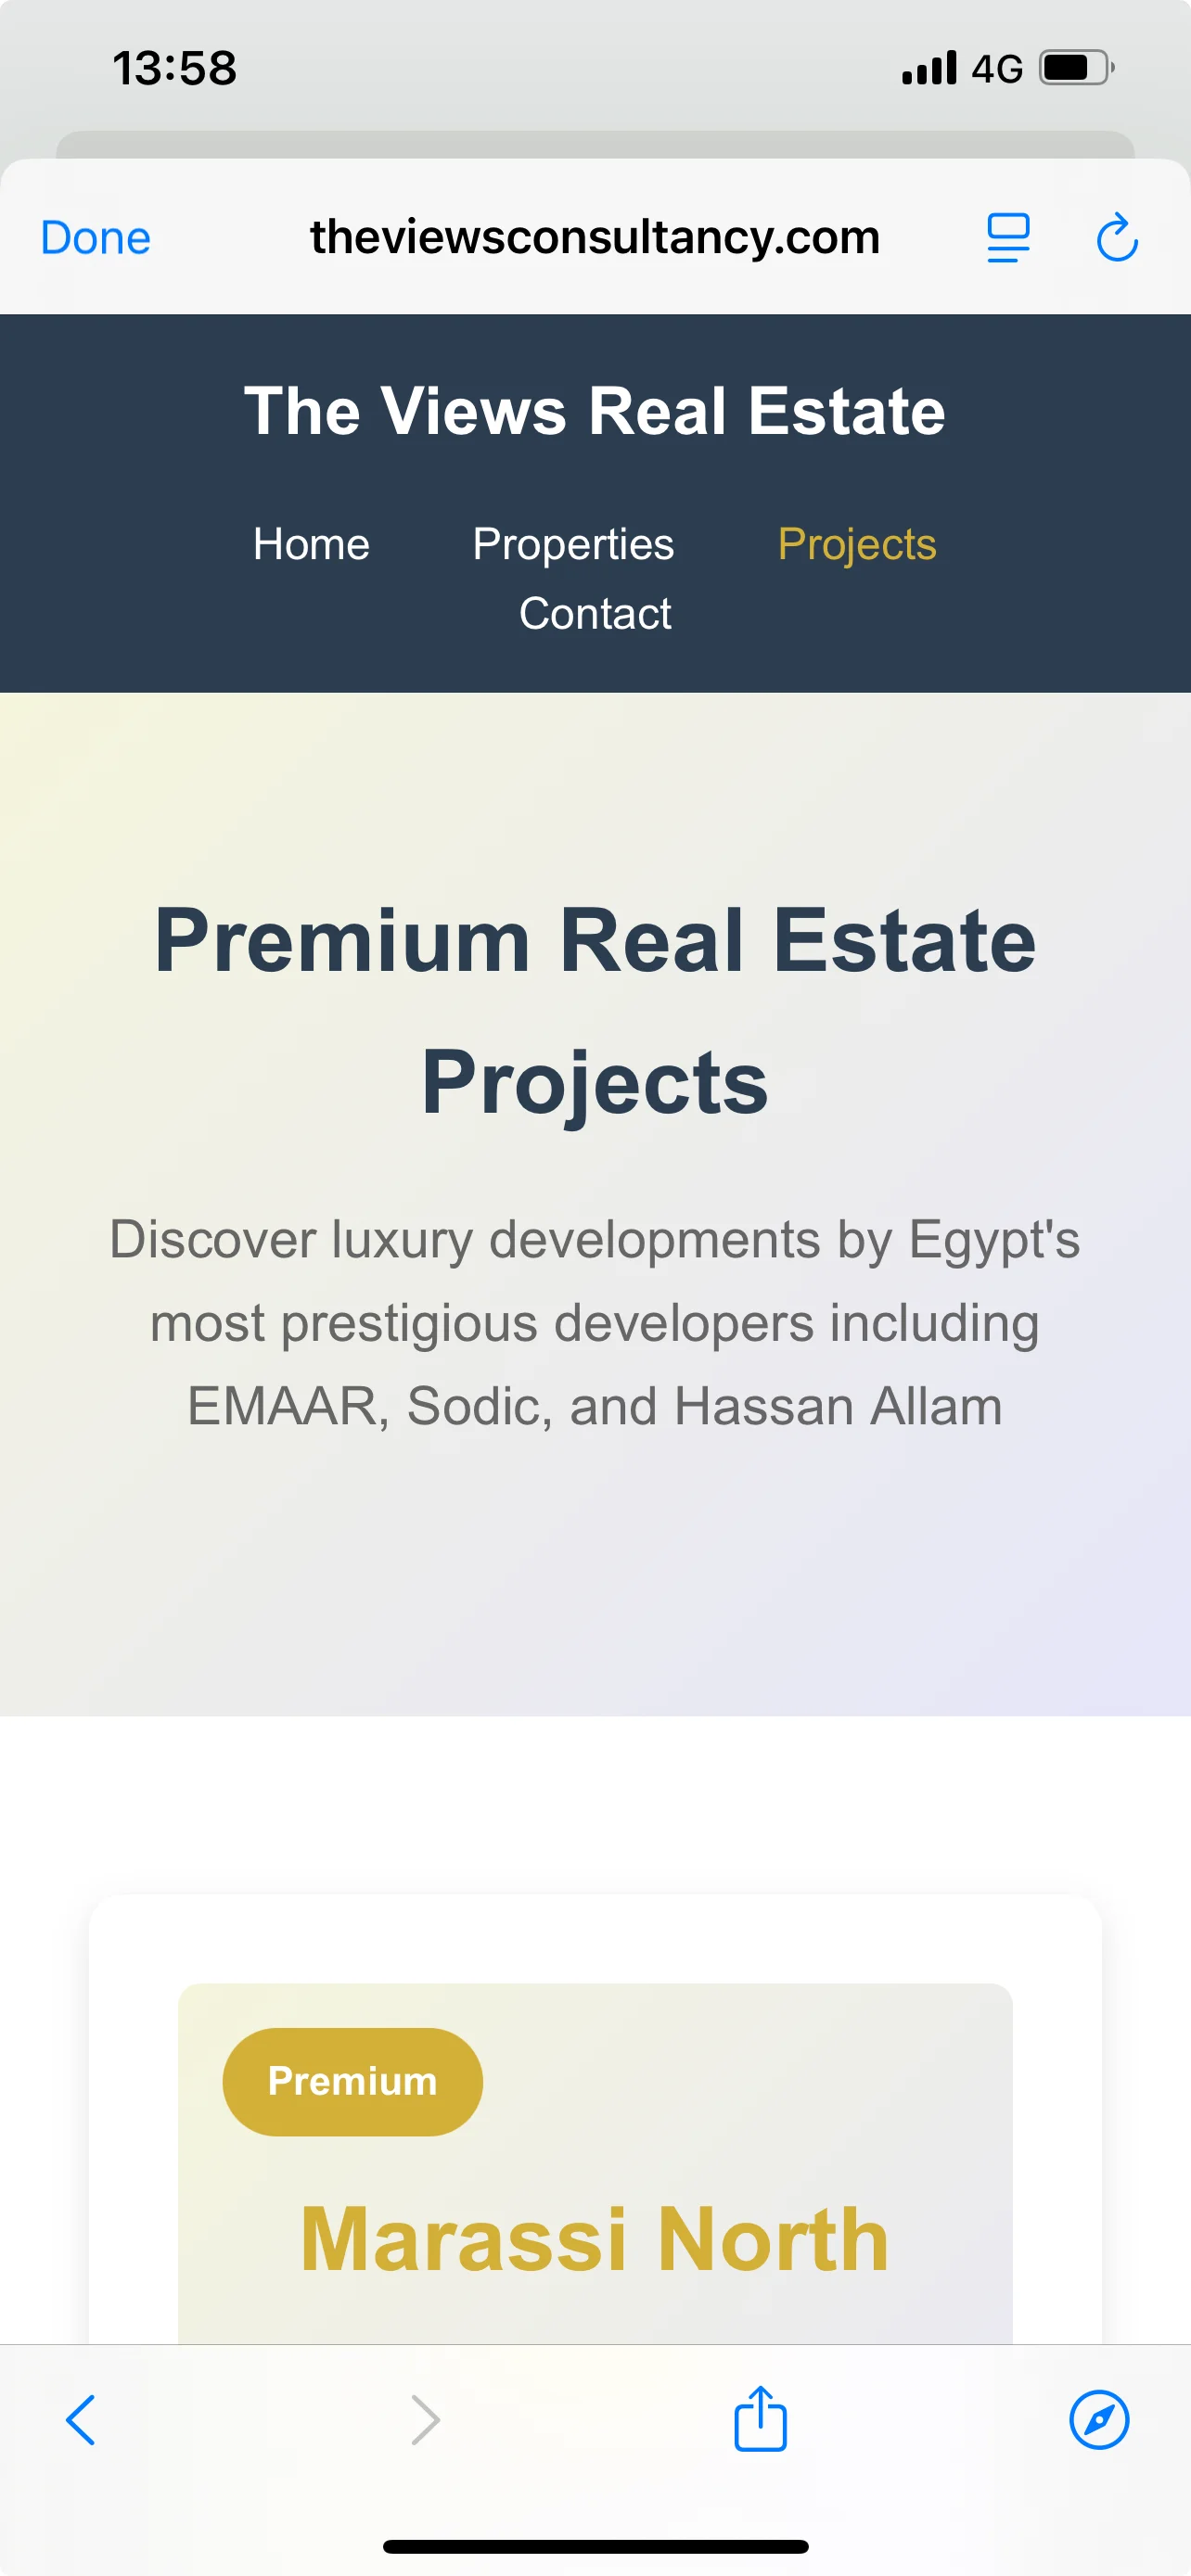 13:58
4G
Done
theviewsconsultancy.com
The Views Real Estate
Home Properties Projects
Contact
Premium Real Estate
Projects
Discover luxury developments by Egypt's
most prestigious developers including
EMAAR, Sodic, and Hassan Allam
Premium
Marassi North